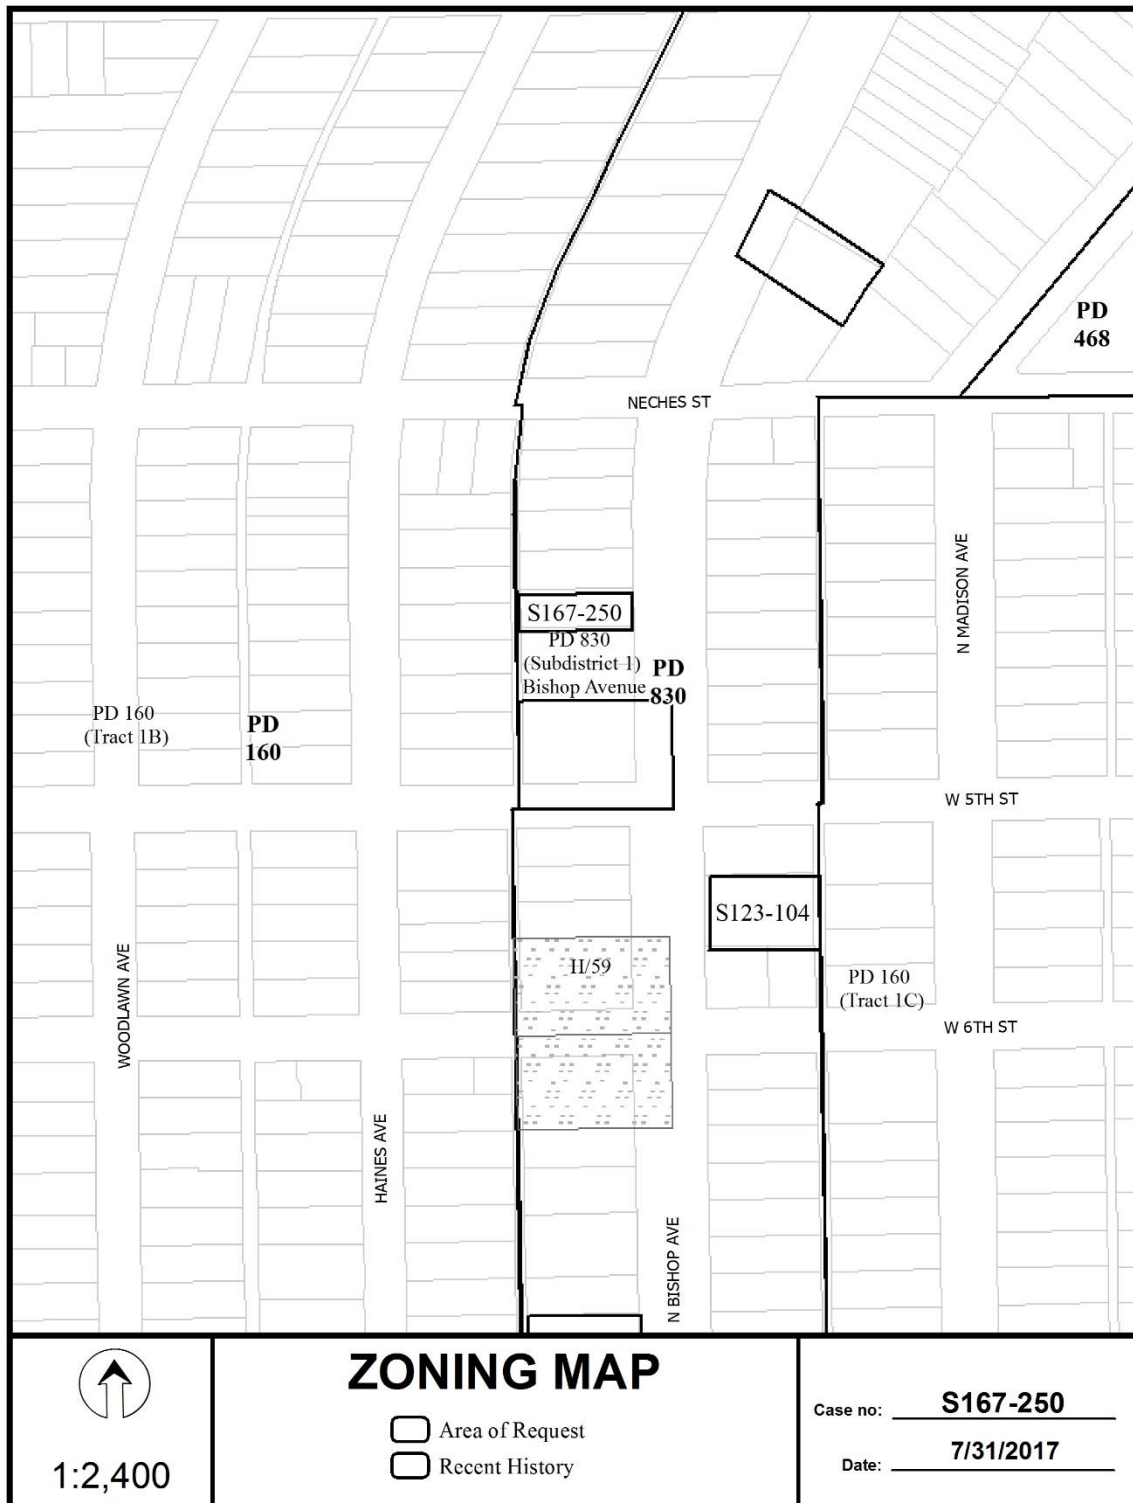 PD
468
NECHES ST
N MADISON AVE
S167-250
PD 830
(Subdistrict 1)
Bishop Avenue
PD
830
PD 160
(Tract 1B)
PD
160
W 5TH ST
S123-104
H/59
PD 160
(Tract 1C)
W 6TH ST
WOODLAWN AVE
HAINES AVE
N BISHOP AVE
1:2,400
ZONING MAP
Area of Request
Recent History
Case no: S167-250
Date: 7/31/2017